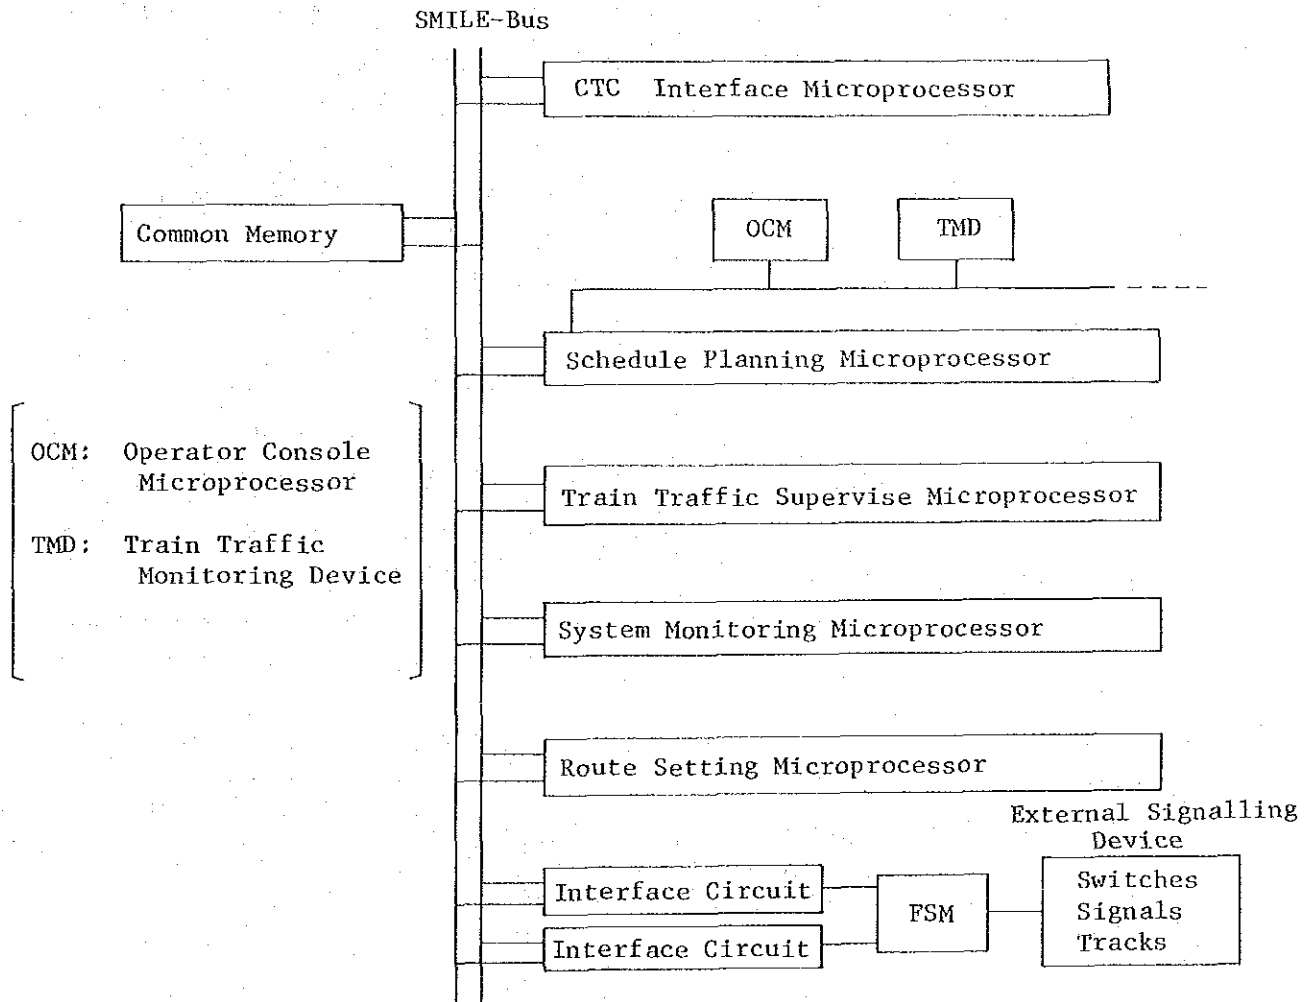 SMILE-Bus
CTC Interface Microprocessor
Common Memory
OCM
TMD
Schedule Planning Microprocessor
OCM: Operator Console
Microprocessor
TMD: Train Traffic
Monitoring Device
Train Traffic Supervise Microprocessor
System Monitoring Microprocessor
Route Setting Microprocessor
External Signalling
Device
Interface Circuit
Interface Circuit
FSM
Switches
Signals
Tracks